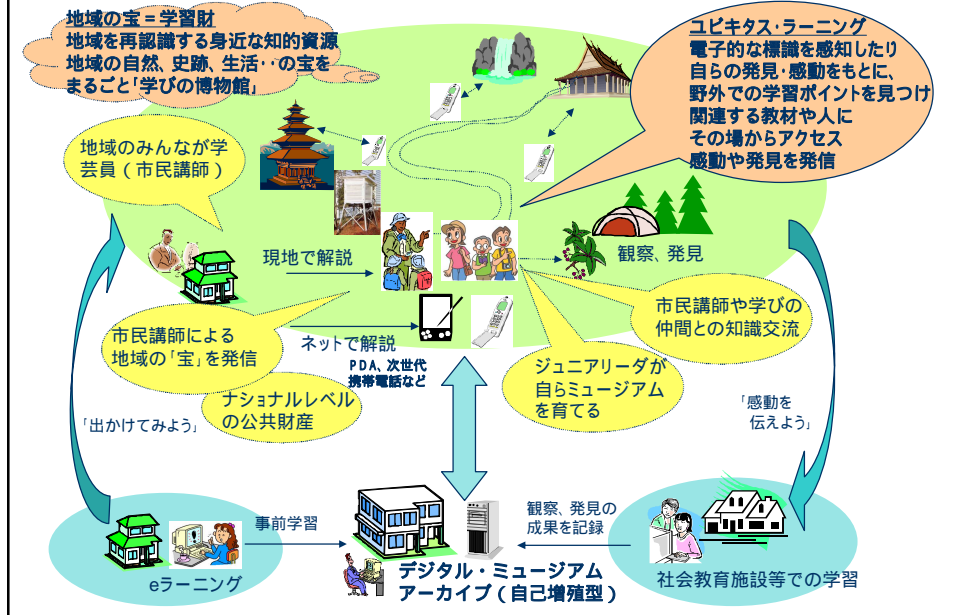 地域の宝＝学習財
地域を再認識する身近な知的資源
地域の自然、史跡、生活・・の宝を
まるごと「学びの博物館」
ユビキタス・ラーニング
電子的な標識を感知したり
自らの発見・感動をもとに、
野外での学習ポイントを見つけ
関連する教材や人に
その場からアクセス
感動や発見を発信
地域のみんなが学
芸員（市民講師）
現地で解説
観察、発見
市民講師や学びの
仲間との知識交流
市民講師による
地域の「宝」を発信
ネットで解説
PDA、次世代
携帯電話など
ジュニアリーダが
自らミュージアム
を育てる
ナショナルレベル
の公共財産
「出かけてみよう」
「感動を
伝えよう」
事前学習
観察、発見の
成果を記録
eラーニング
デジタル・ミュージアム
アーカイブ（自己増殖型）
社会教育施設等での学習